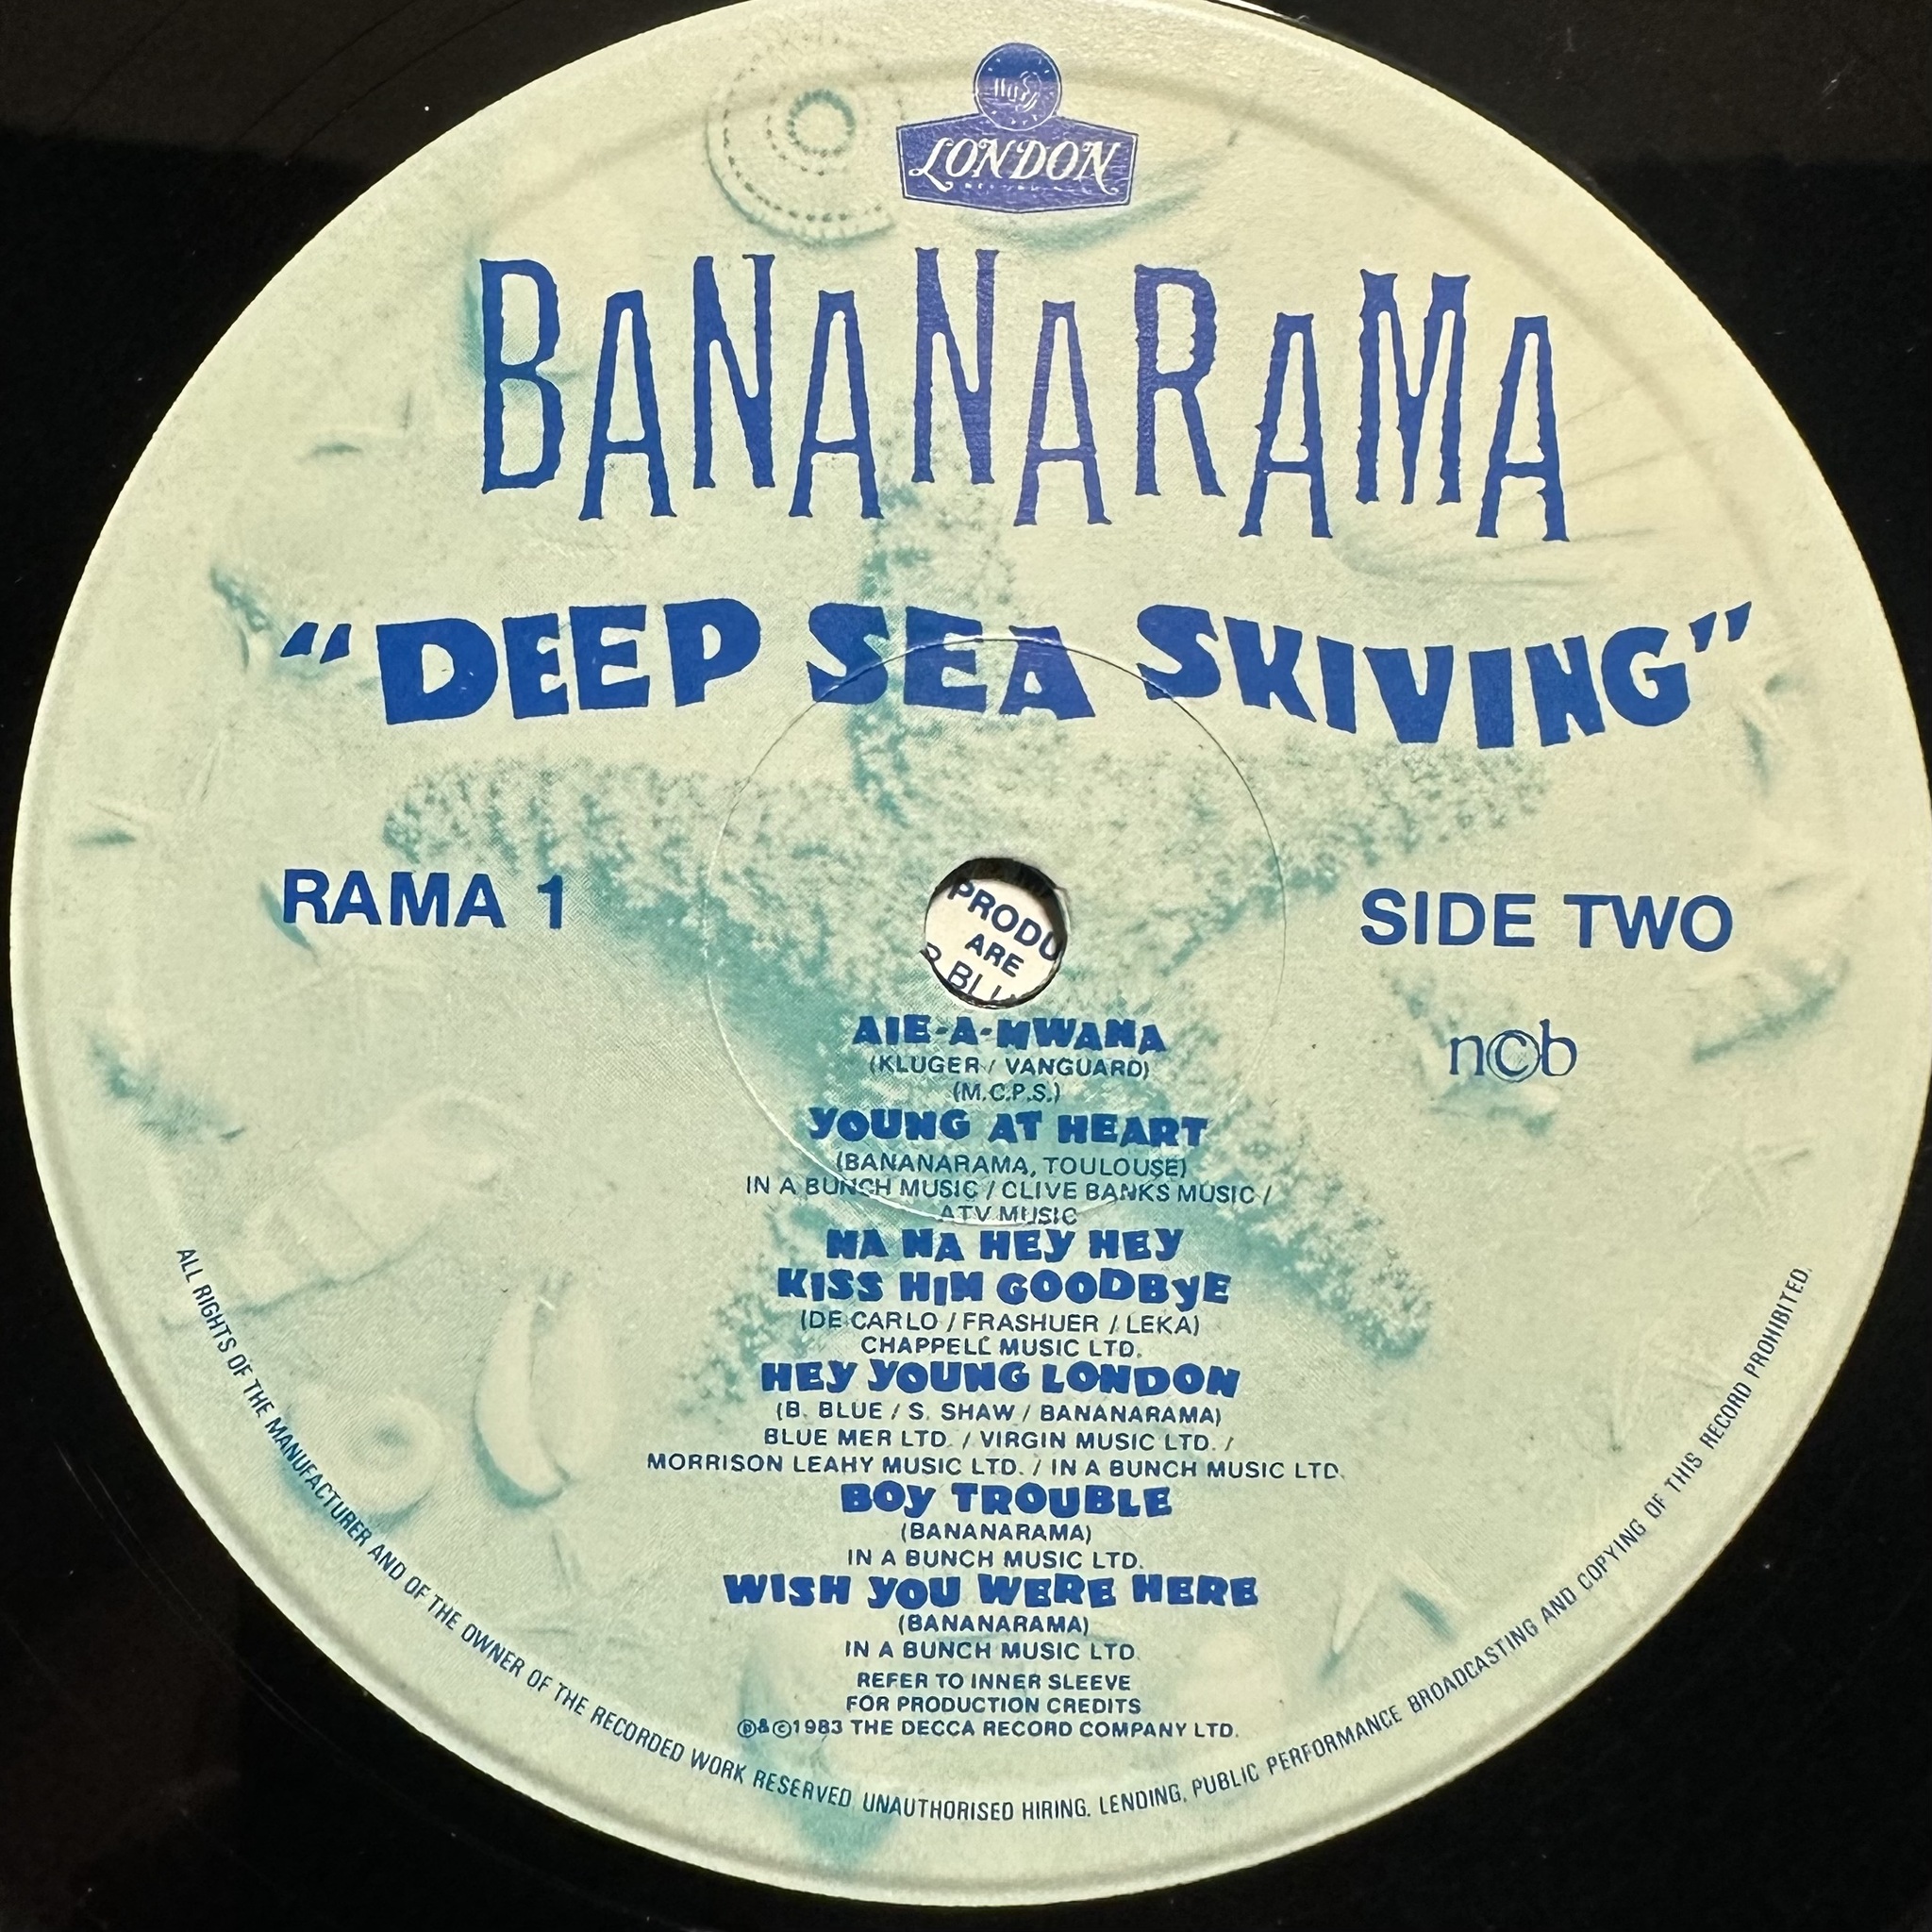 LONDON
BANANARAMA
"DEEP SEA SKIVING"
RAMA 1
SIDE TWO
PRODU
ARE
ncb
AIE-A-MWANA
(KLUGER / VANGUARD)
(M.C.P.S.)
YOUNG AT HEART
(BANANARAMA, TOULOUSE)
IN A BUNCH MUSIC / CLIVE BANKS MUSIC /
ATV MUSIC
NA NA HEY HEY
KISS HIM GOODBYE
(DE CARLO / FRASHUER / LEKA)
CHAPPELL MUSIC LTD.
HEY YOUNG LONDON
(B. BLUE / S. SHAW / BANANARAMA)
BLUE MER LTD. / VIRGIN MUSIC LTD. /
MORRISON LEAHY MUSIC LTD. / IN A BUNCH MUSIC LTD.
BOY TROUBLE
(BANANARAMA)
IN A BUNCH MUSIC LTD.
WISH YOU WERE HERE
(BANANARAMA)
IN A BUNCH MUSIC LTD.
REFER TO INNER SLEEVE
FOR PRODUCTION CREDITS
℗&©1983 THE DECCA RECORD COMPANY LTD.
ALL RIGHTS OF THE MANUFACTURER AND OF THE OWNER OF THE RECORDED WORK RESERVED. UNAUTHORISED HIRING, LENDING, PUBLIC PERFORMANCE BROADCASTING AND COPYING OF THIS RECORD PROHIBITED.